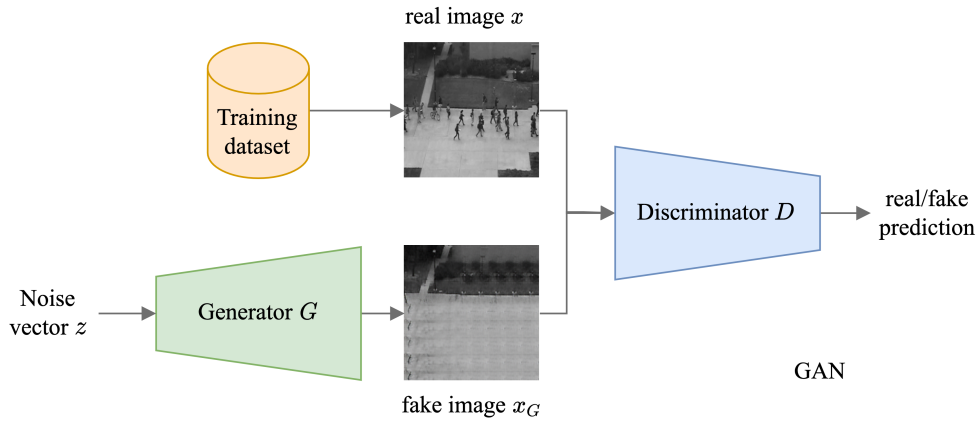 real image x
Training
dataset
Discriminator D
real/fake
prediction
Noise
vector z
Generator G
fake image x_G
GAN